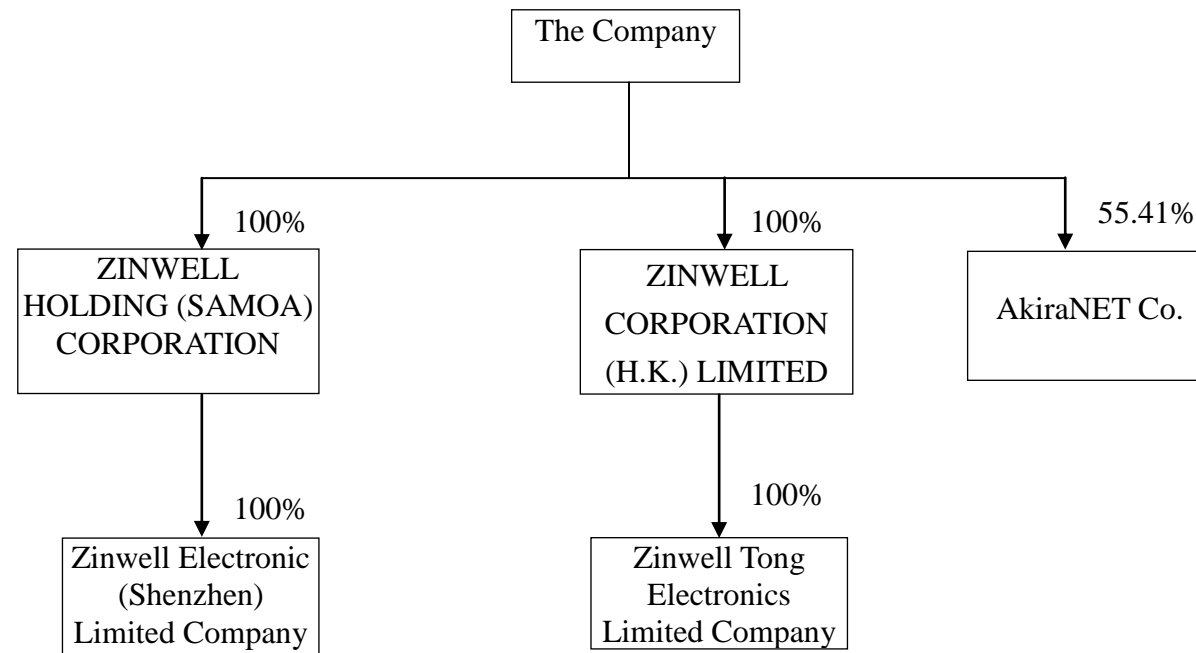 The Company
100%
100%
55.41%
ZINWELL
HOLDING (SAMOA)
CORPORATION
ZINWELL
CORPORATION
(H.K.) LIMITED
AkiraNET Co.
100%
100%
Zinwell Electronic
(Shenzhen)
Limited Company
Zinwell Tong
Electronics
Limited Company